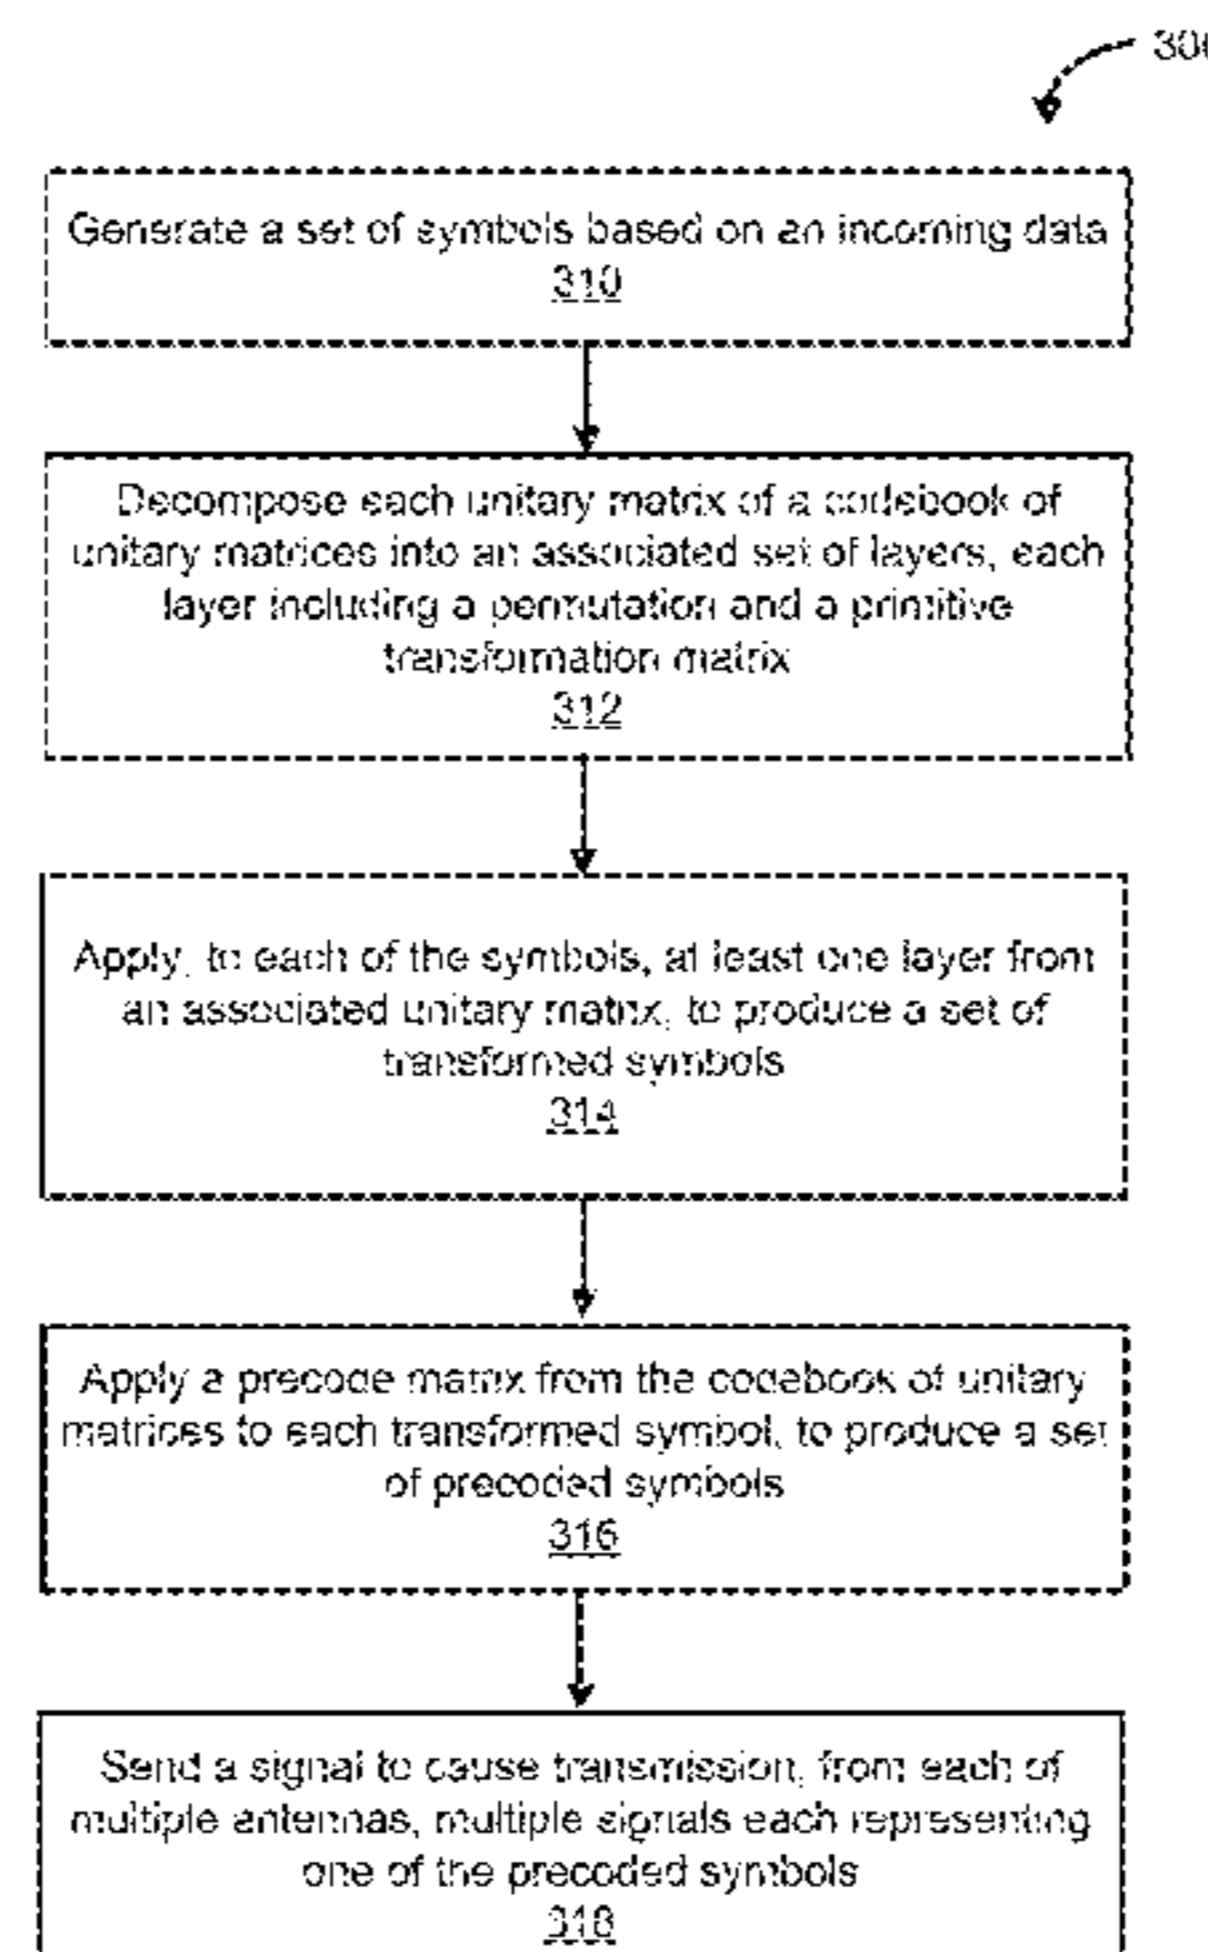 Generate a set of symbols based on an incoming data
310
Decompose each unitary matrix of a codebook of
unitary matrices into an associated set of layers, each
layer including a permutation and a primitive
transformation matrix
312
Apply, to each of the symbols, at least one layer from
an associated unitary matrix, to produce a set of
transformed symbols
314
Apply a precode matrix from the codebook of unitary
matrices to each transformed symbol, to produce a set
of precoded symbols
316
Send a signal to cause transmission, from each of
multiple antennas, multiple signals each representing
one of the precoded symbols
318